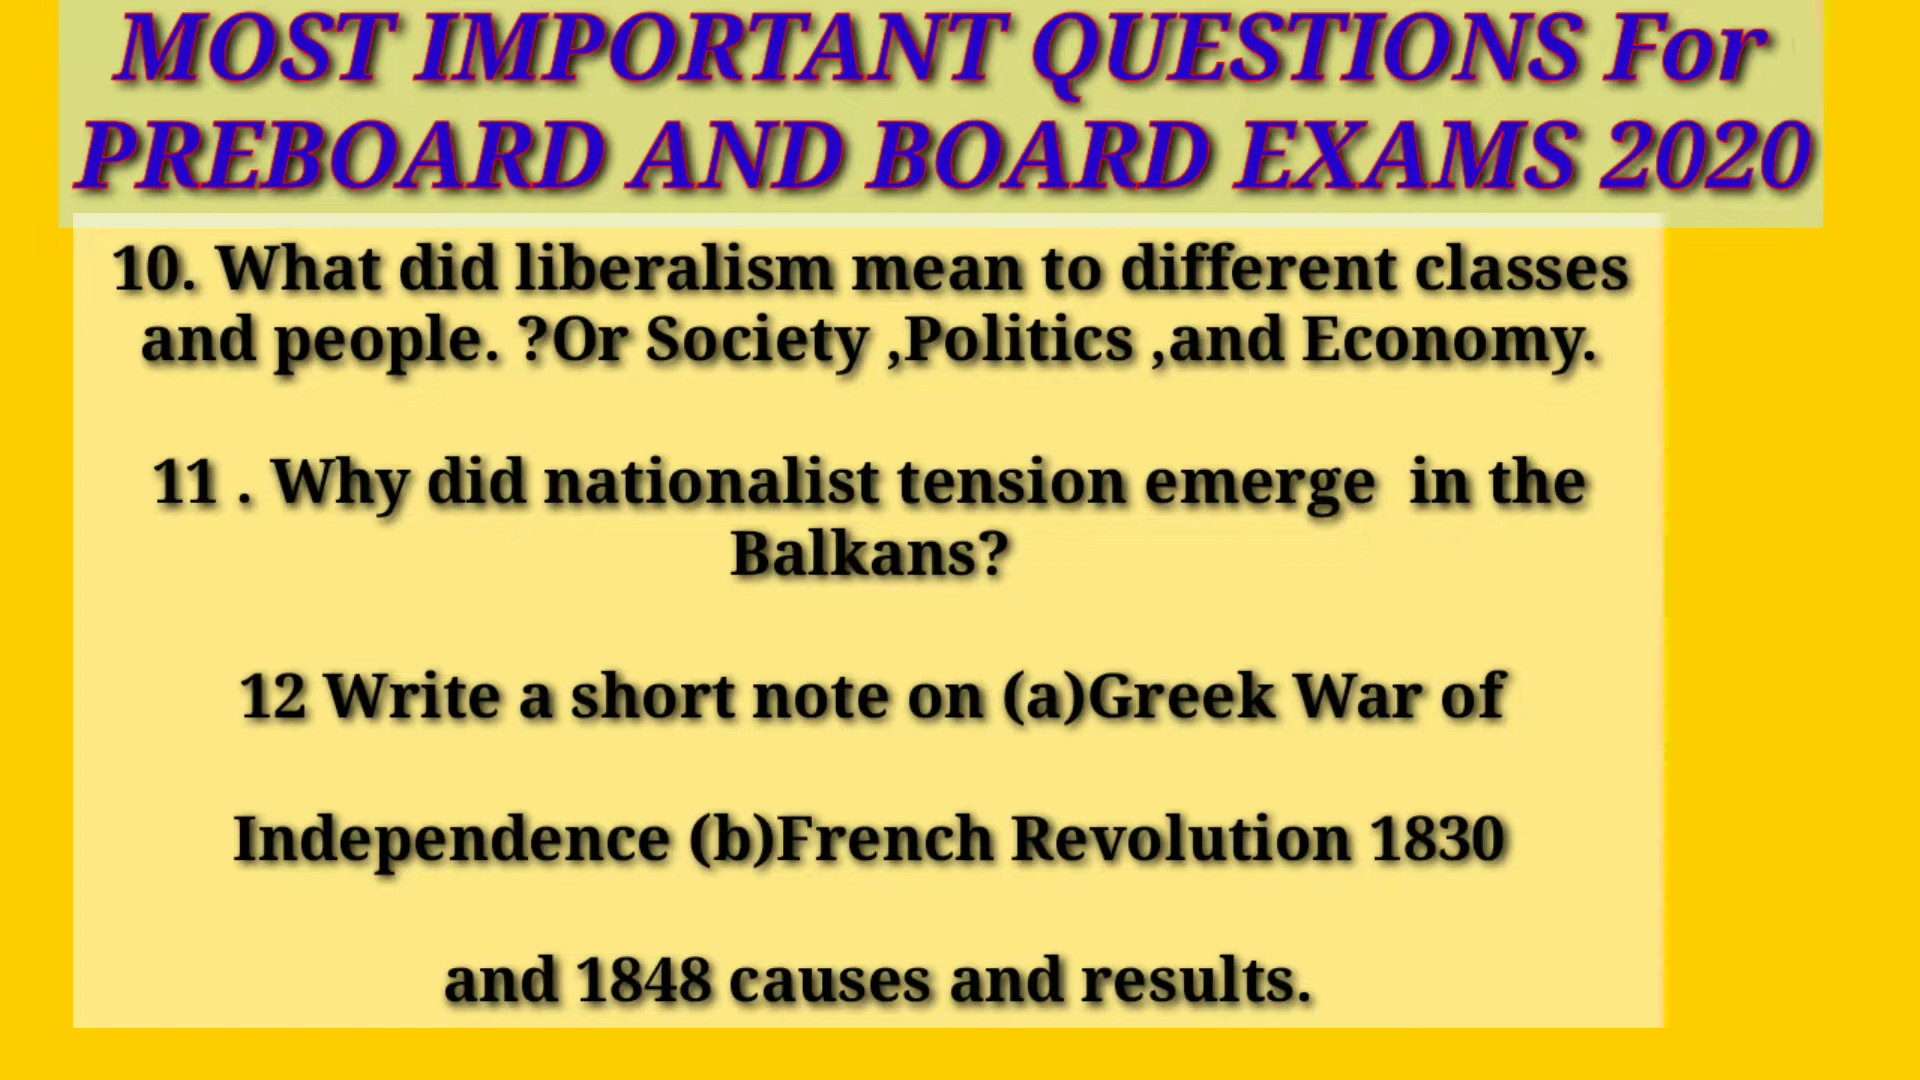 MOST IMPORTANT QUESTIONS For
PREBOARD AND BOARD EXAMS 2020
10. What did liberalism mean to different classes
and people. ?Or Society ,Politics ,and Economy.
11 . Why did nationalist tension emerge  in the
Balkans?
12 Write a short note on (a)Greek War of
Independence (b)French Revolution 1830
and 1848 causes and results.